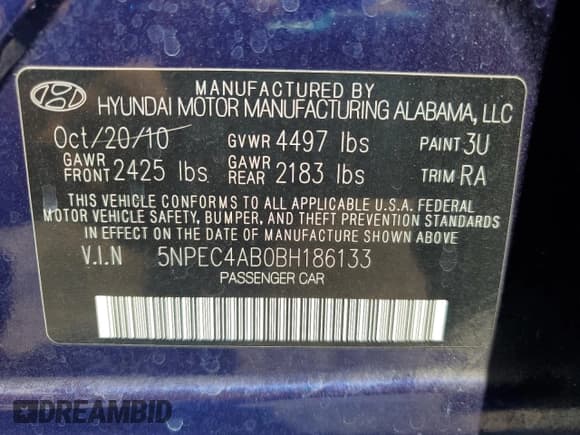 MANUFACTURED BY
HYUNDAI MOTOR MANUFACTURING ALABAMA, LLC
Oct/20/10 GVWR 4497 lbs PAINT 3U
GAWR FRONT 2425 lbs GAWR REAR 2183 lbs TRIM RA
THIS VEHICLE CONFORMS TO ALL APPLICABLE U.S.A. FEDERAL
MOTOR VEHICLE SAFETY, BUMPER, AND THEFT PREVENTION STANDARDS
IN EFFECT ON THE DATE OF MANUFACTURE SHOWN ABOVE
V.I.N 5NPEC4AB0BH186133
PASSENGER CAR
DREAMBID